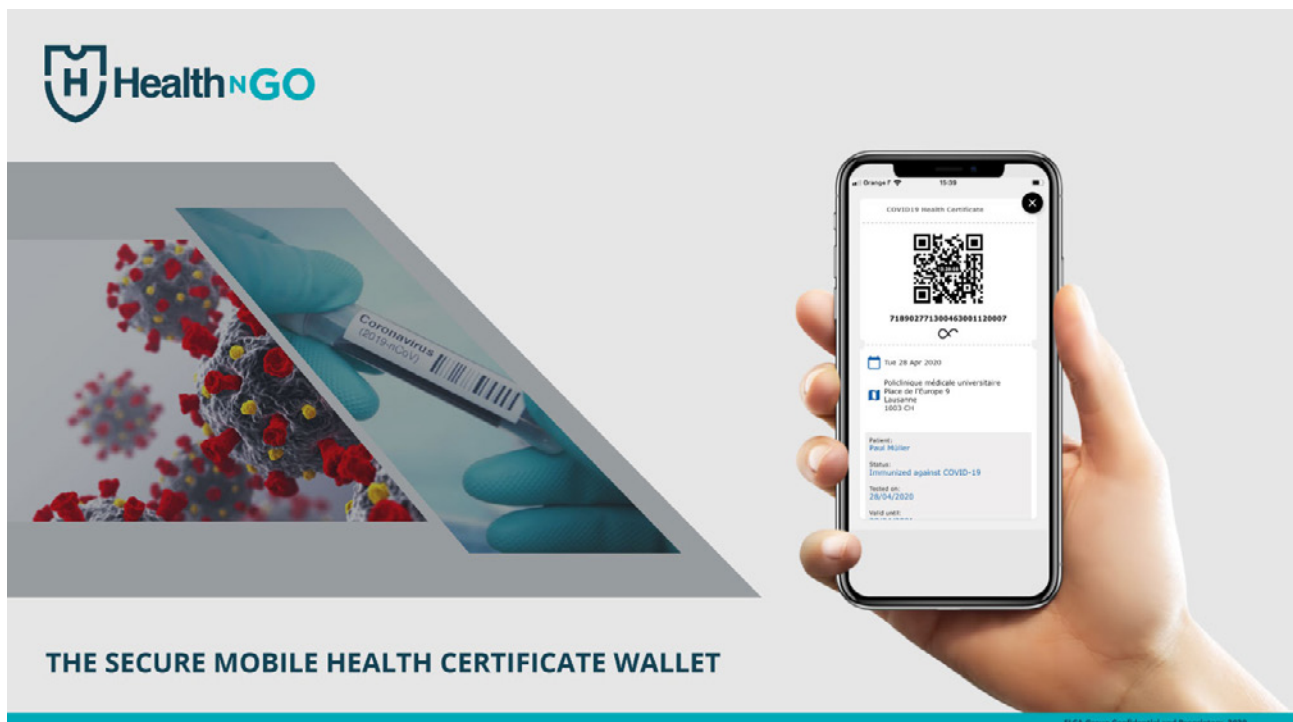 H HealthNGO
Coronavirus
(2019-nCoV)
Orange F 15:39
COVID19 Health Certificate
718902771300463001120007
Tue 28 Apr 2020
Policlinique médicale universitaire
Place de l'Europe 9
Lausanne
1003 CH
Patient:
Paul Müller
Status:
Immunized against COVID-19
Tested on:
28/04/2020
Valid until:
THE SECURE MOBILE HEALTH CERTIFICATE WALLET